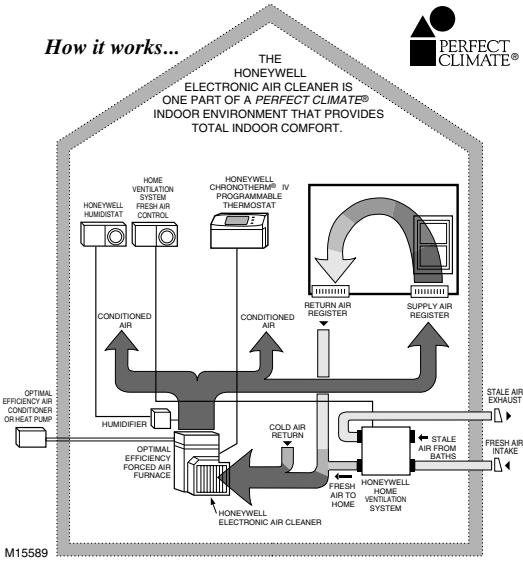 How it works...
PERFECT
CLIMATE®
THE
HONEYWELL
ELECTRONIC AIR CLEANER IS
ONE PART OF A PERFECT CLIMATE®
INDOOR ENVIRONMENT THAT PROVIDES
TOTAL INDOOR COMFORT.
HONEYWELL
HUMIDISTAT
HOME
VENTILATION
SYSTEM
FRESH AIR
CONTROL
HONEYWELL
CHRONOTHERM® IV
PROGRAMMABLE
THERMOSTAT
RETURN AIR
REGISTER
SUPPLY AIR
REGISTER
CONDITIONED
AIR
CONDITIONED
AIR
OPTIMAL
EFFICIENCY AIR
CONDITIONER
OR HEAT PUMP
HUMIDIFIER
OPTIMAL
EFFICIENCY
FORCED AIR
FURNACE
COLD AIR
RETURN
STALE AIR
EXHAUST
STALE
AIR FROM
BATHS
FRESH AIR
INTAKE
FRESH
AIR TO
HOME
HONEYWELL
HOME
VENTILATION
SYSTEM
HONEYWELL
ELECTRONIC AIR CLEANER
M15589